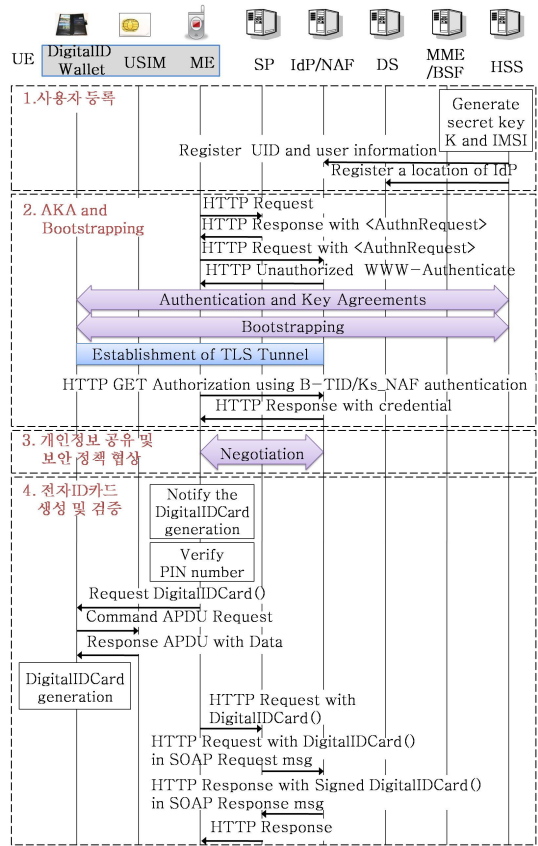 UE
DigitalID
Wallet
USIM
ME
SP
IdP/NAF
DS
MME
/BSF
HSS
1.사용자 등록
Generate
secret key
K and IMSI
Register UID and user information
Register a location of IdP
2. AKA and
Bootstrapping
HTTP Request
HTTP Response with <AuthnRequest>
HTTP Request with <AuthnRequest>
HTTP Unauthorized WWW-Authenticate
Authentication and Key Agreements
Bootstrapping
Establishment of TLS Tunnel
HTTP GET Authorization using B-TID/Ks_NAF authentication
HTTP Response with credential
3. 개인정보 공유 및
보안 정책 협상
Negotiation
4. 전자ID카드
생성 및 검증
Notify the
DigitalIDCard
generation
Verify
PIN number
Request DigitalIDCard()
Command APDU Request
Response APDU with Data
DigitalIDCard
generation
HTTP Request with
DigitalIDCard()
HTTP Request with DigitalIDCard()
in SOAP Request msg
HTTP Response with Signed DigitalIDCard()
in SOAP Response msg
HTTP Response